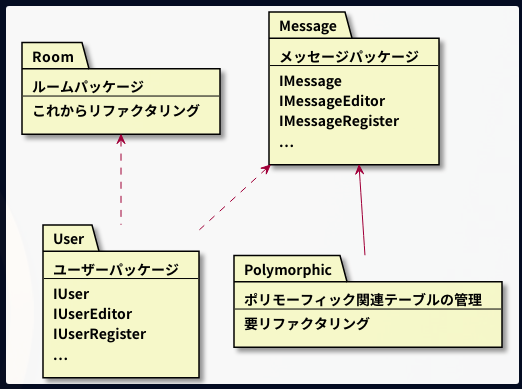 Room
ルームパッケージ
これからリファクタリング
Message
メッセージパッケージ
IMessage
IMessageEditor
IMessageRegister
...
User
ユーザーパッケージ
IUser
IUserEditor
IUserRegister
...
Polymorphic
ポリモーフィック関連テーブルの管理
要リファクタリング